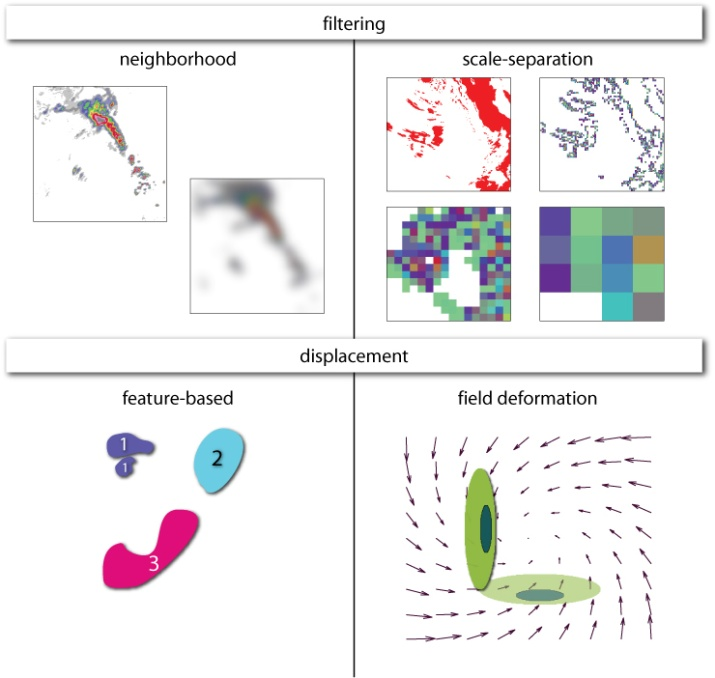 filtering
neighborhood
scale-separation
displacement
feature-based
field deformation
1
1
2
3